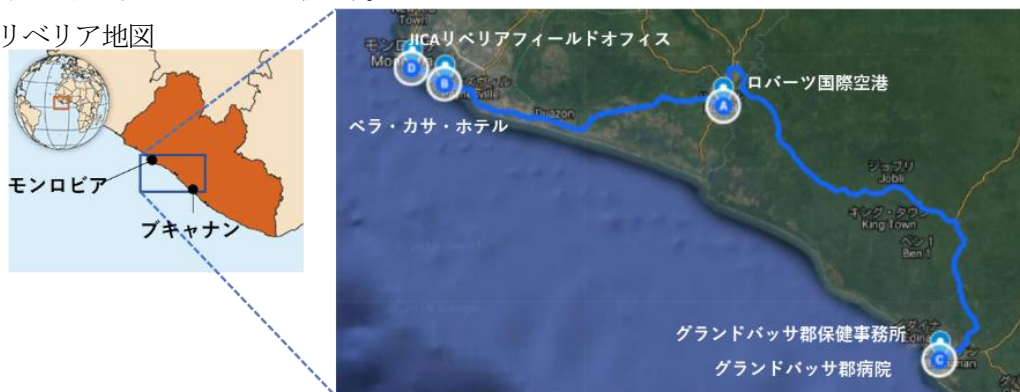 リベリア地図
モンロビア
ブキャナン
Town
JICAリベリアフィールドオフィス
D
B
ベラ・カサ・ホテル
Duazon
A
ロバーツ国際空港
ジョブリ
Jobli
キング・タウン
King Town
ベン 1
Ben 1
グランドバッサ郡保健事務所
グランドバッサ郡病院
C